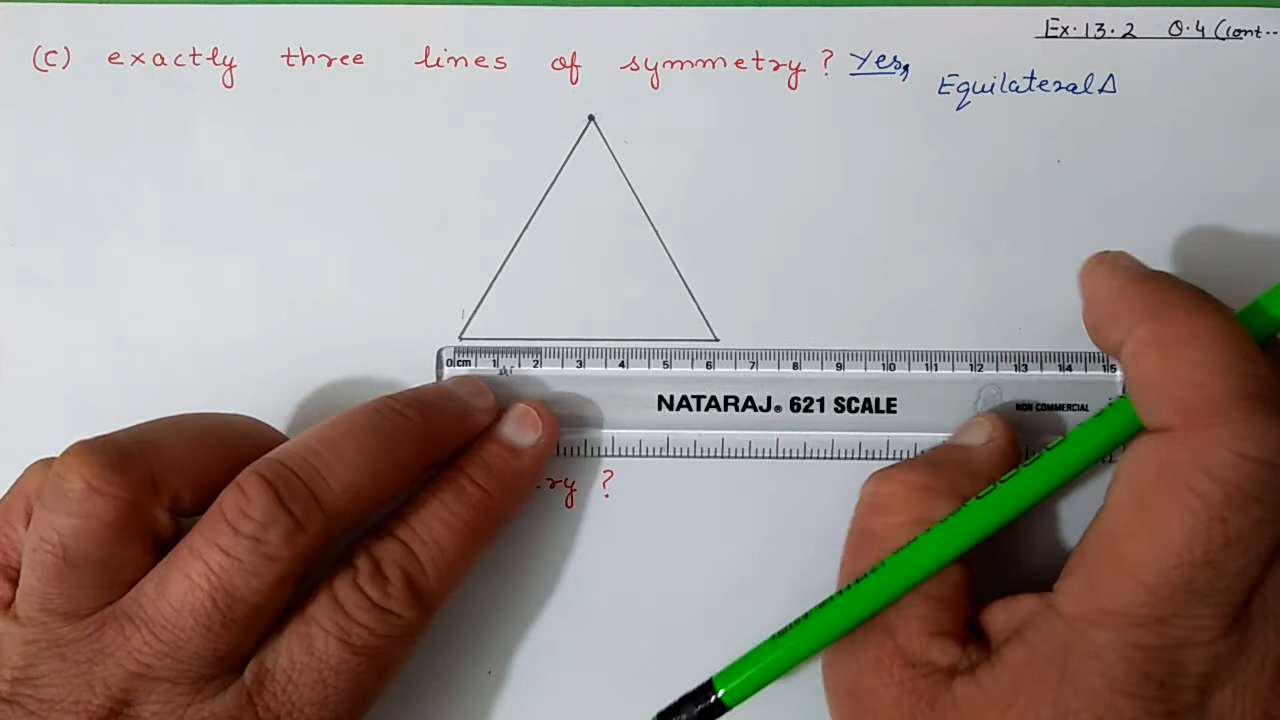 Ex.13.2 Q.4 (Cont..
(C) exactly three lines of symmetry? Yes,
Equilateral Δ
0 cm 1 2 3 4 5 6 7 8 9 10 11 12 13 14 15
NATARAJ® 621 SCALE
NON COMMERCIAL
ry ?